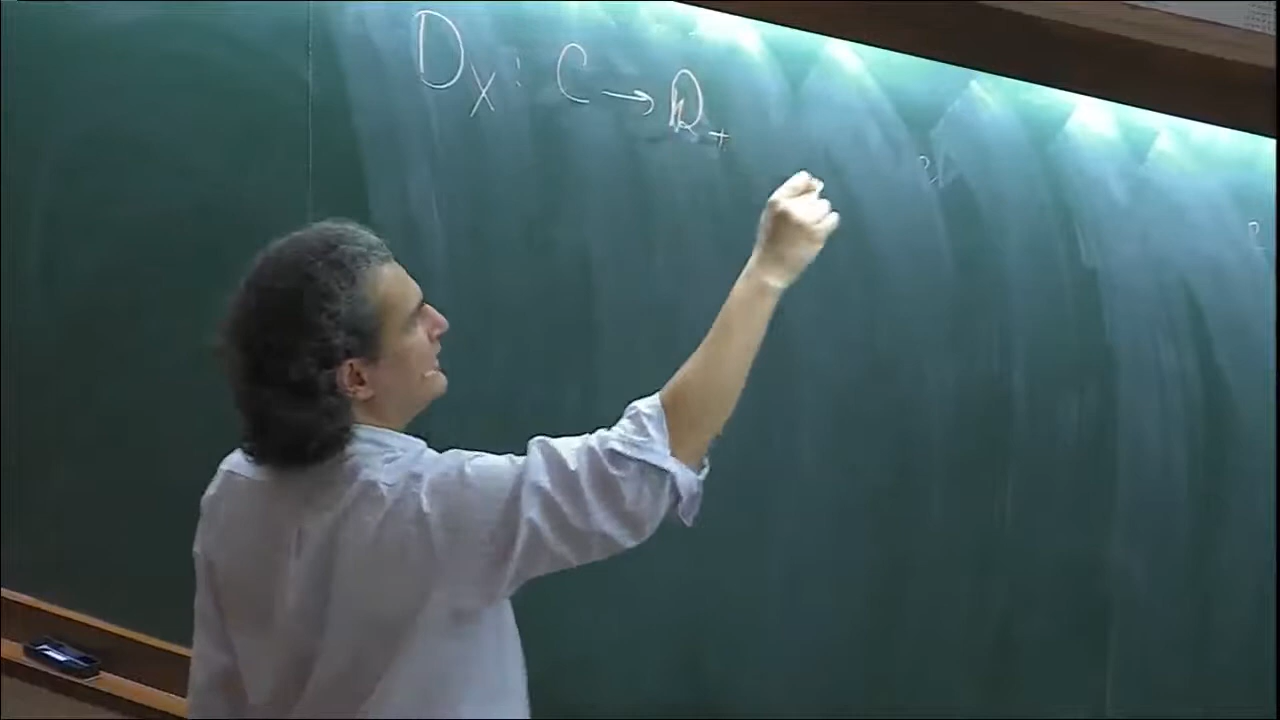 D_X : C → ℝ_+